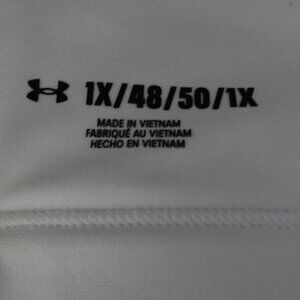 1X/48/50/1X
MADE IN VIETNAM
FABRIQUÉ AU VIETNAM
HECHO EN VIETNAM